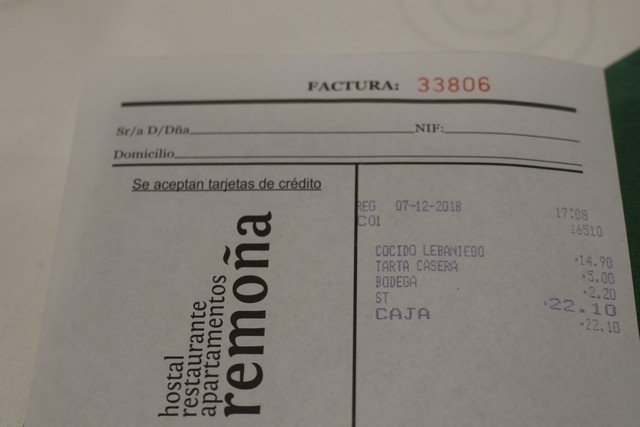 FACTURA: 33806
Sr/a D/Dña NIF:
Domicilio
Se aceptan tarjetas de crédito
hostal
restaurante
apartamentos
remoña
REG 07-12-2018 17:09
C01 16510
COCIDO LEBANIEGO ·14.90
TARTA CASERA ·5.00
BODEGA ·2.20
ST ·22.10
CAJA ·22.10